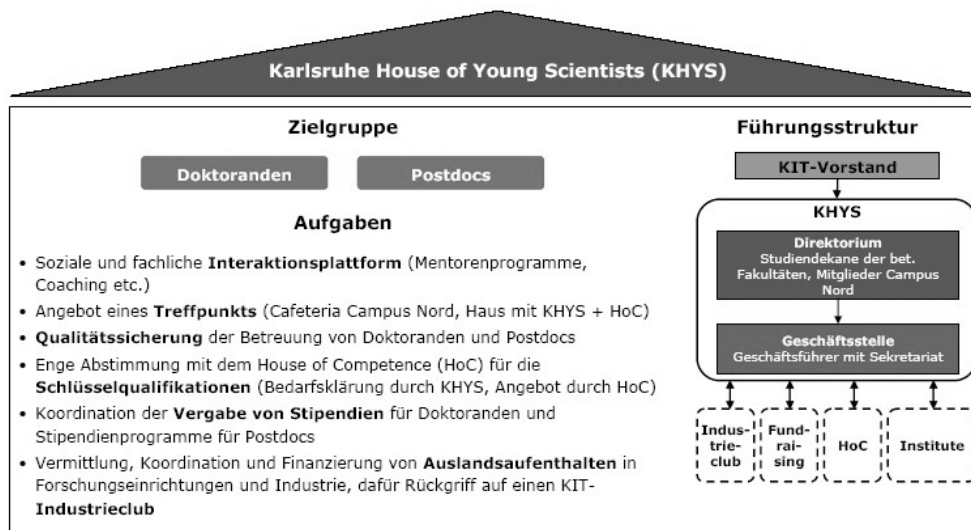 Karlsruhe House of Young Scientists (KHYS)
Zielgruppe
Doktoranden
Postdocs
Aufgaben
• Soziale und fachliche Interaktionsplattform (Mentorenprogramme,
Coaching etc.)
• Angebot eines Treffpunkts (Cafeteria Campus Nord, Haus mit KHYS + HoC)
• Qualitätssicherung der Betreuung von Doktoranden und Postdocs
• Enge Abstimmung mit dem House of Competence (HoC) für die
Schlüsselqualifikationen (Bedarfsklärung durch KHYS, Angebot durch HoC)
• Koordination der Vergabe von Stipendien für Doktoranden und
Stipendienprogramme für Postdocs
• Vermittlung, Koordination und Finanzierung von Auslandsaufenthalten in
Forschungseinrichtungen und Industrie, dafür Rückgriff auf einen KIT-
Industrieclub
Führungsstruktur
KIT-Vorstand
KHYS
Direktorium
Studiendekane der bet.
Fakultäten, Mitglieder Campus
Nord
Geschäftsstelle
Geschäftsführer mit Sekretariat
Indus-
trie-
club
Fund-
rai-
sing
HoC
Institute